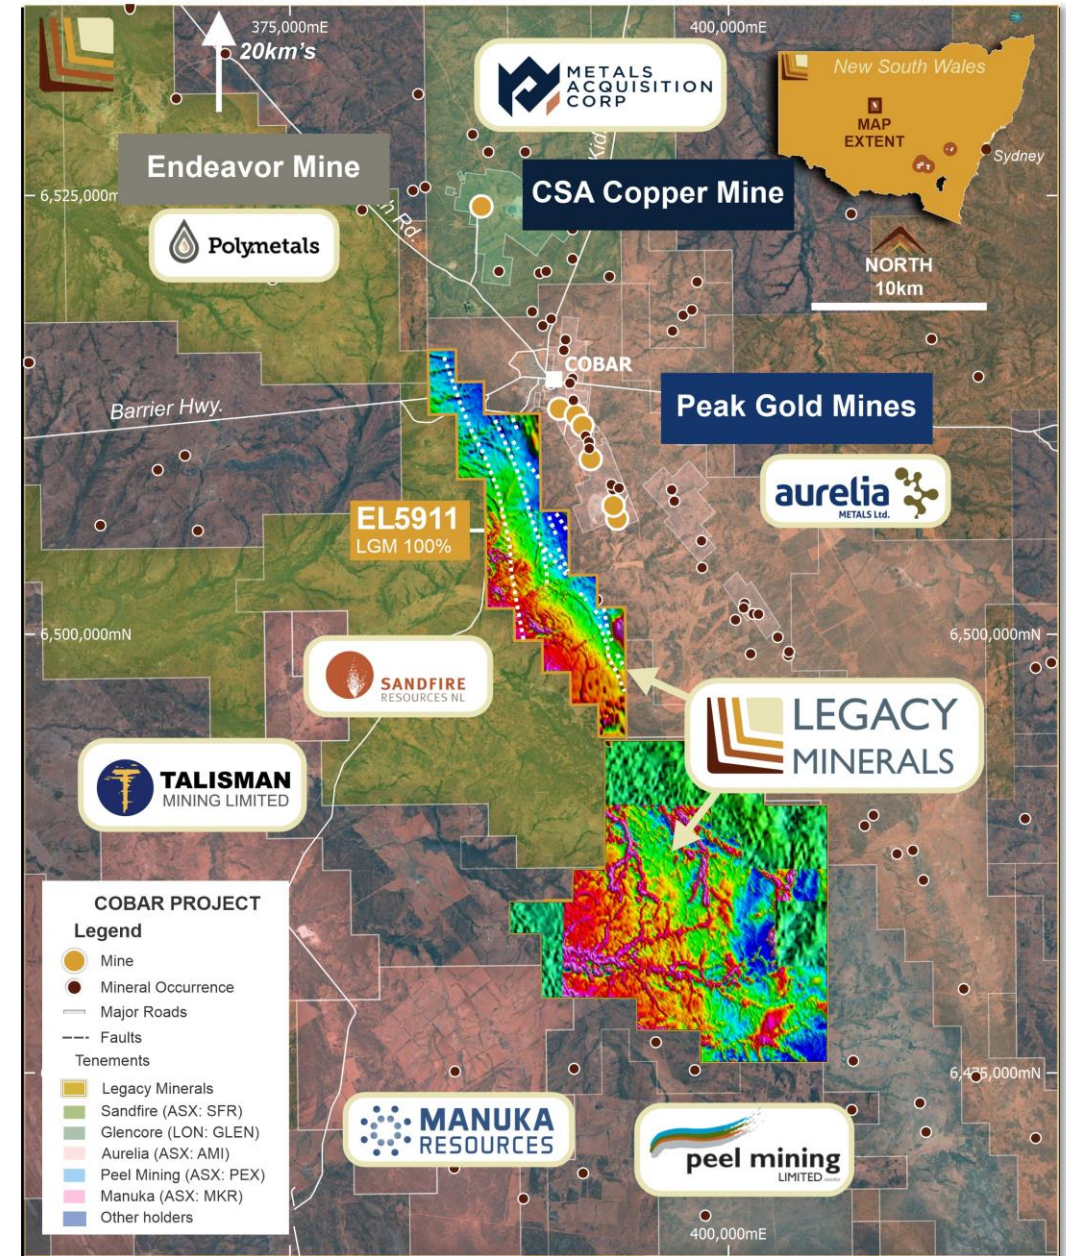 375,000mE
400,000mE
20km's
METALS
ACQUISITION
CORP
New South Wales
MAP
EXTENT
Sydney
Endeavor Mine
Kid
CSA Copper Mine
6,525,000m
h Rd.
Polymetals
NORTH
10km
COBAR
Barrier Hwy.
Peak Gold Mines
aurelia
METALS Ltd.
EL5911
LGM 100%
6,500,000mN
6,500,000mN
SANDFIRE
RESOURCES NL
LEGACY
MINERALS
TALISMAN
MINING LIMITED
COBAR PROJECT
Legend
Mine
Mineral Occurrence
Major Roads
Faults
Tenements
Legacy Minerals
Sandfire (ASX: SFR)
Glencore (LON: GLEN)
Aurelia (ASX: AMI)
Peel Mining (ASX: PEX)
Manuka (ASX: MKR)
Other holders
6,475,000mN
MANUKA
RESOURCES
peel mining
LIMITED
400,000mE